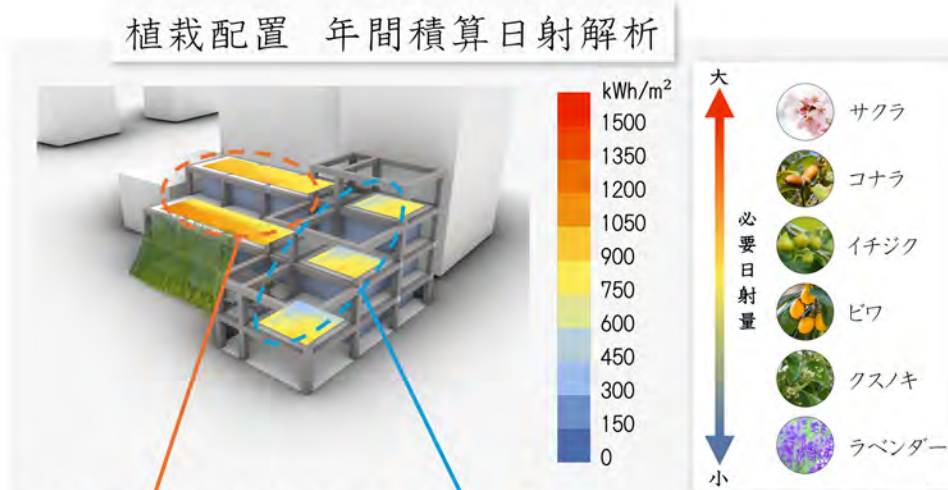 植栽配置 年間積算日射解析
kWh/m²
1500
1350
1200
1050
900
750
600
450
300
150
0
大
必要日射量
小
サクラ
コナラ
イチジク
ビワ
クスノキ
ラベンダー